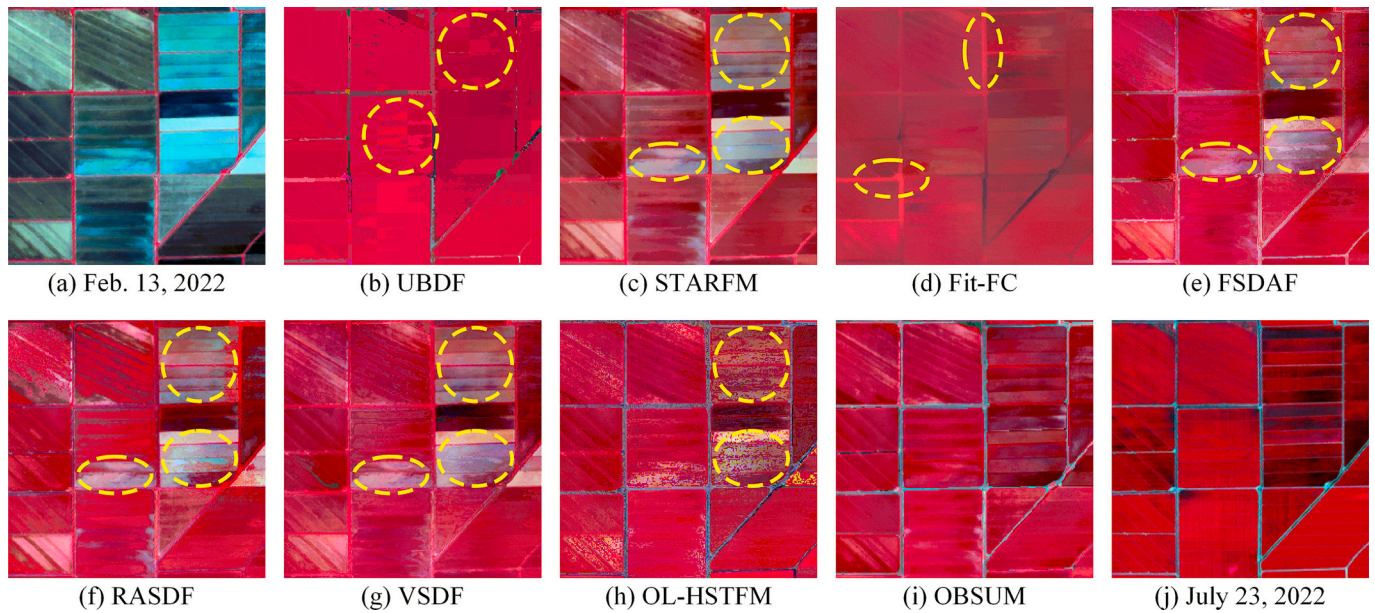 (a) Feb. 13, 2022
(b) UBDF
(c) STARFM
(d) Fit-FC
(e) FSDAF
(f) RASDF
(g) VSDF
(h) OL-HSTFM
(i) OBSUM
(j) July 23, 2022